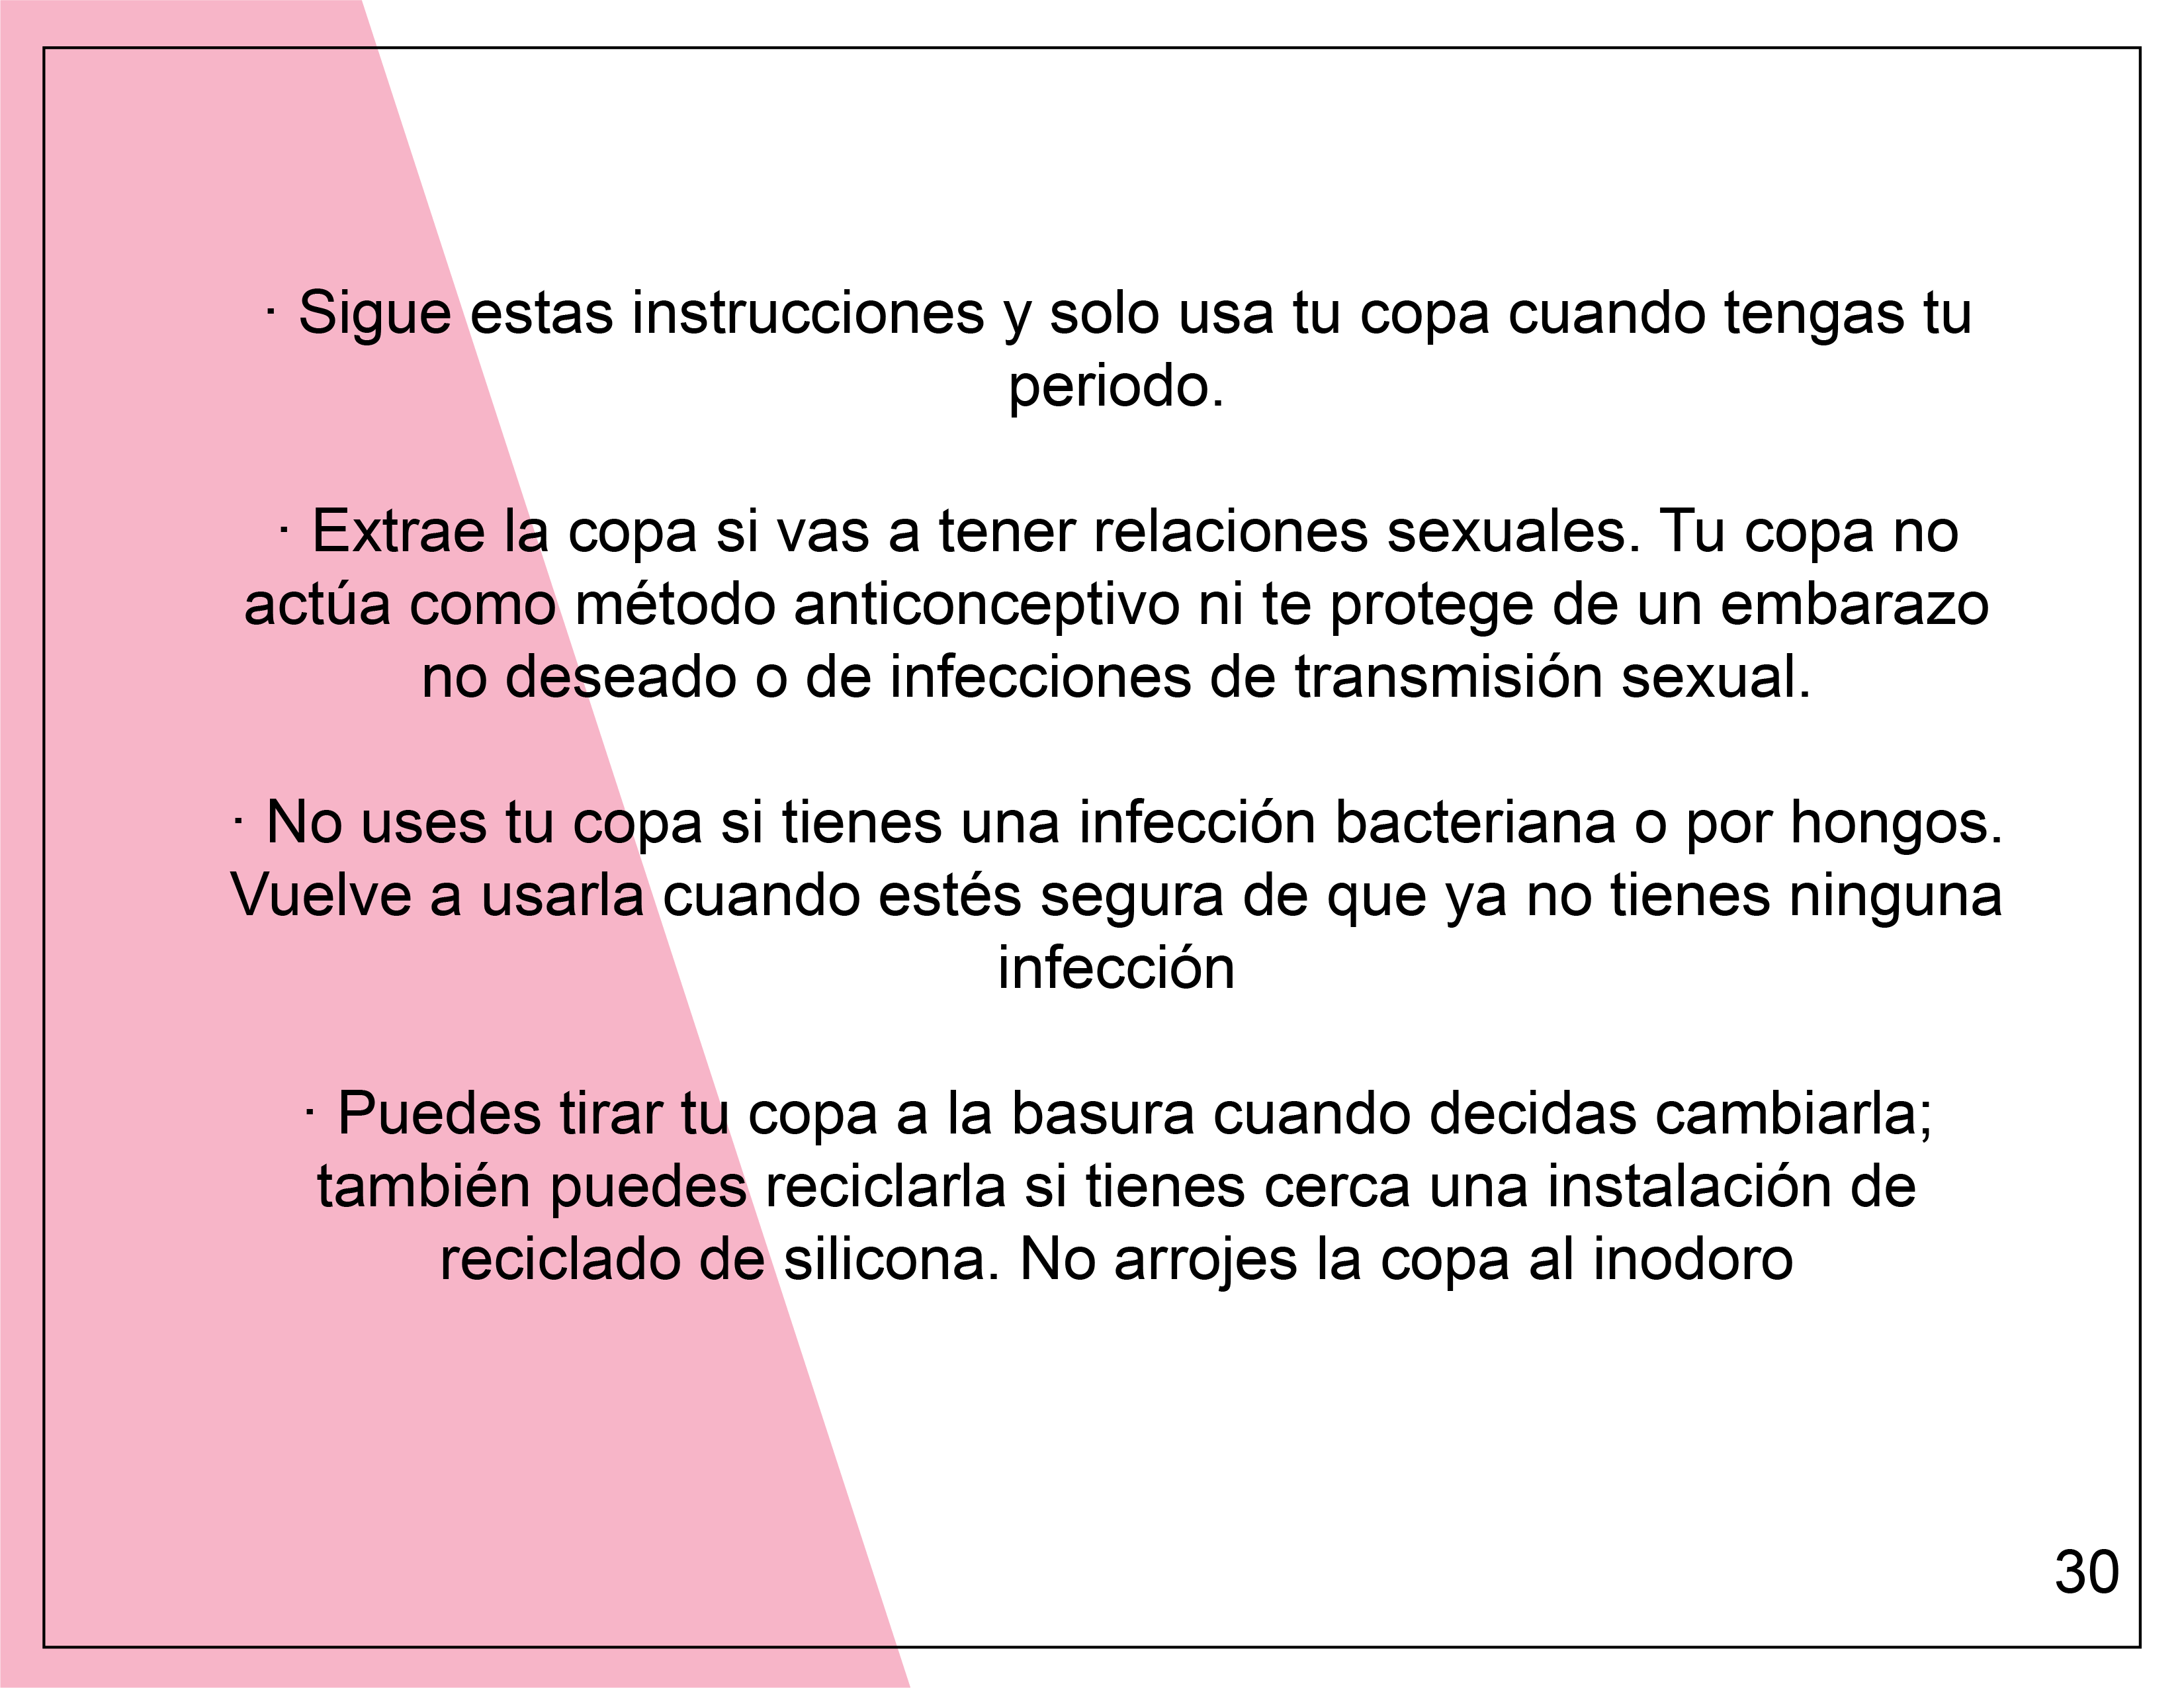 · Sigue estas instrucciones y solo usa tu copa cuando tengas tu
periodo.
· Extrae la copa si vas a tener relaciones sexuales. Tu copa no
actúa como método anticonceptivo ni te protege de un embarazo
no deseado o de infecciones de transmisión sexual.
· No uses tu copa si tienes una infección bacteriana o por hongos.
Vuelve a usarla cuando estés segura de que ya no tienes ninguna
infección
· Puedes tirar tu copa a la basura cuando decidas cambiarla;
también puedes reciclarla si tienes cerca una instalación de
reciclado de silicona. No arrojes la copa al inodoro
30